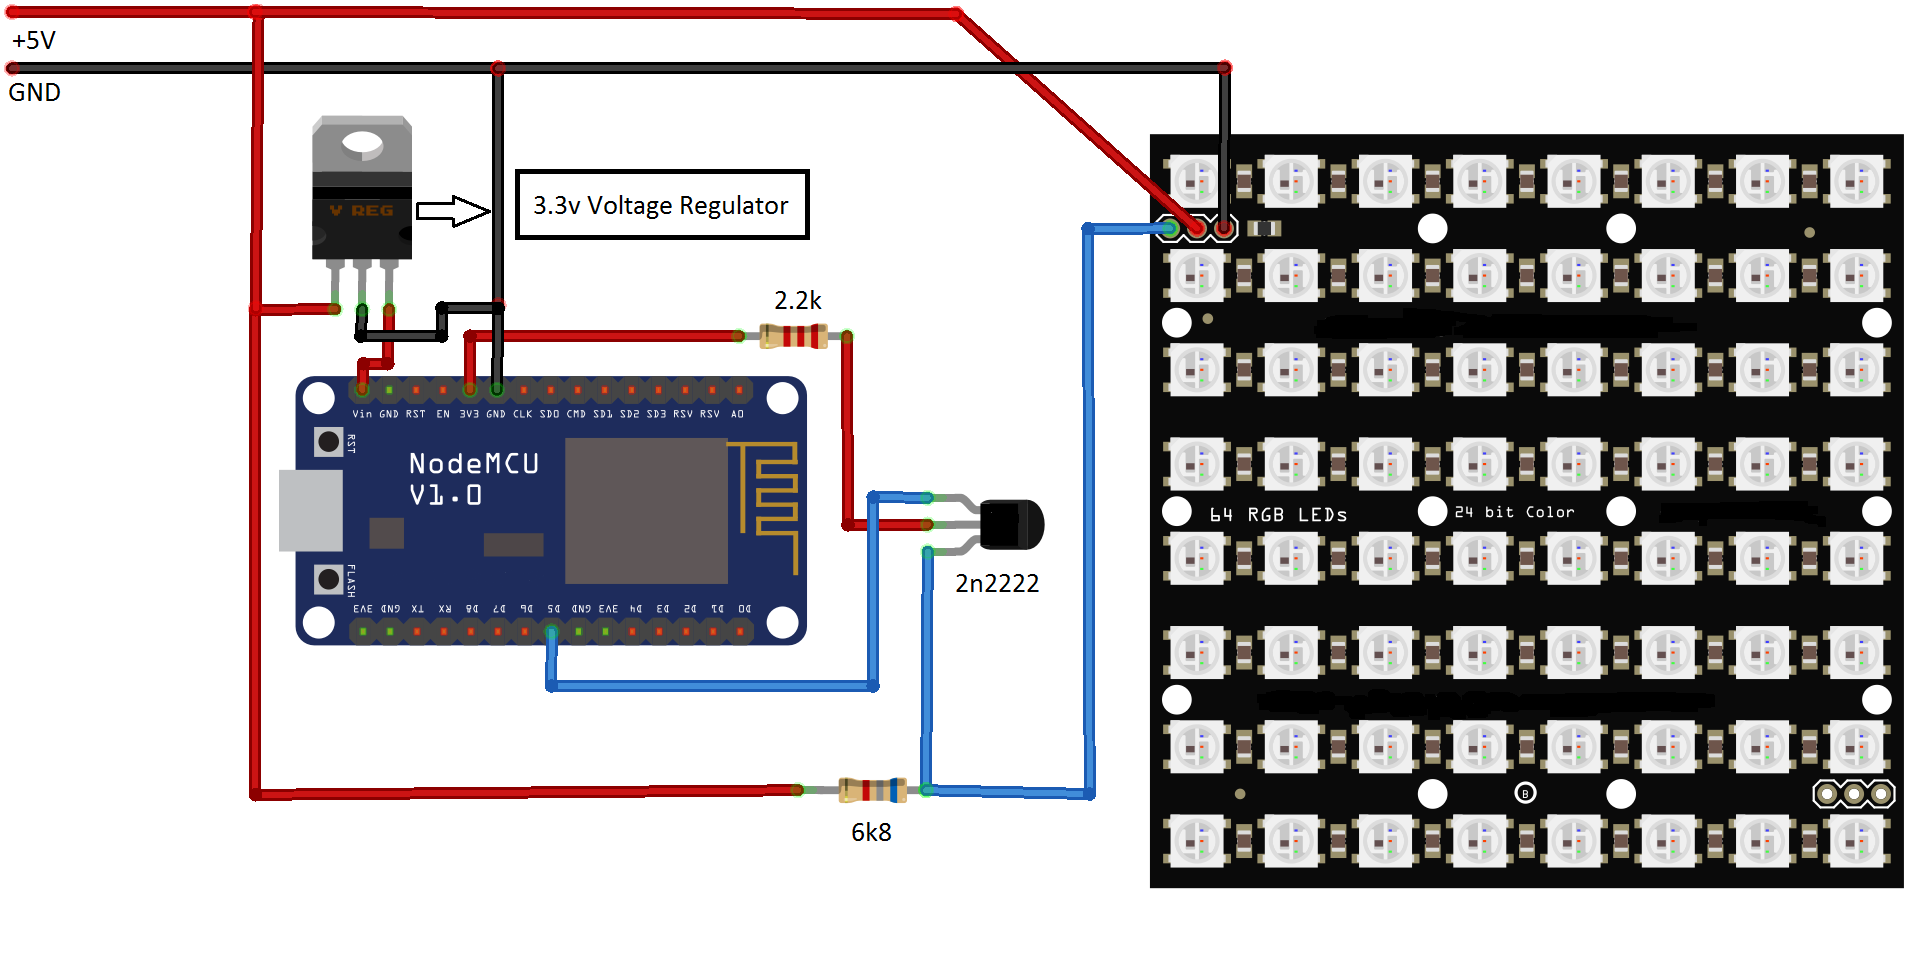 +5V
GND
V REG
3.3v Voltage Regulator
2.2k
Vin GND RST EN 3V3 GND CLK SD0 CMD SD1 SD2 SD3 RSV RSV A0
RST
NodeMCU
V1.0
FLASH
3V3 GND TX RX D8 D7 D6 D5 GND 3V3 D4 D3 D2 D1 D0
2n2222
6k8
64 RGB LEDs
24 bit Color
B